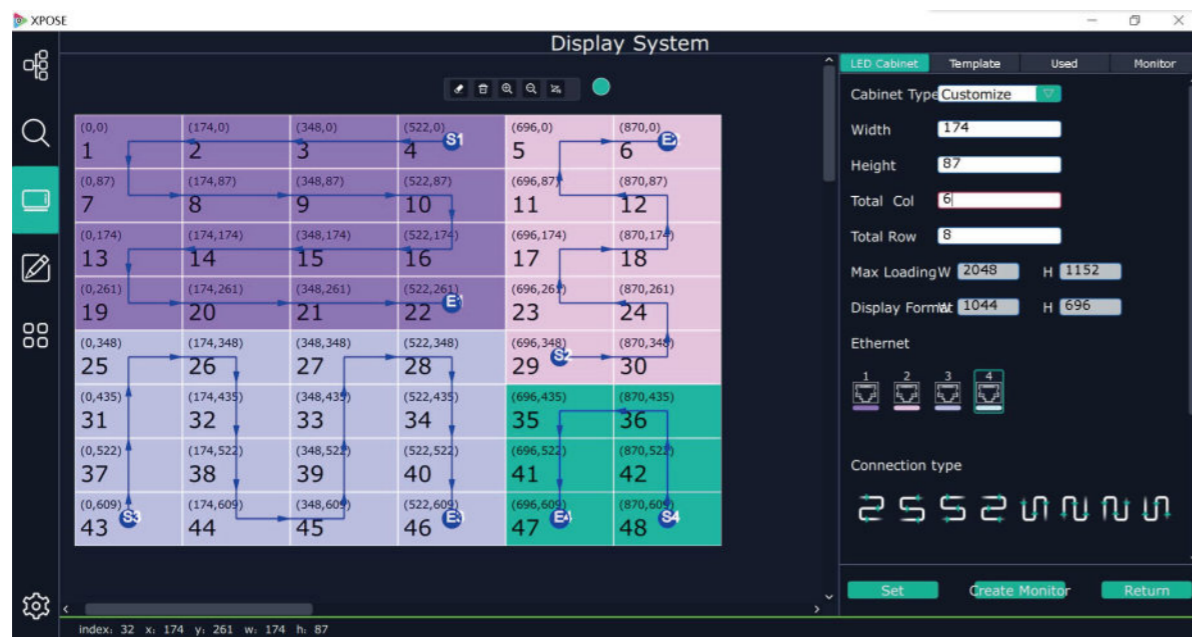 XPOSE
Display System
LED Cabinet Template Used Monitor
Cabinet Type Customize
Width 174
Height 87
Total Col 6
Total Row 8
Max Loading W 2048 H 1152
Display Format W 1044 H 696
Ethernet
1 2 3 4
Connection type
Set Create Monitor Return
(0,0) (174,0) (348,0) (522,0) (696,0) (870,0)
1 2 3 4 S1 5 6 E2
(0,87) (174,87) (348,87) (522,87) (696,87) (870,87)
7 8 9 10 11 12
(0,174) (174,174) (348,174) (522,174) (696,174) (870,174)
13 14 15 16 17 18
(0,261) (174,261) (348,261) (522,261) (696,261) (870,261)
19 20 21 22 E1 23 24
(0,348) (174,348) (348,348) (522,348) (696,348) (870,348)
25 26 27 28 29 S2 30
(0,435) (174,435) (348,435) (522,435) (696,435) (870,435)
31 32 33 34 35 36
(0,522) (174,522) (348,522) (522,522) (696,522) (870,522)
37 38 39 40 41 42
(0,609) (174,609) (348,609) (522,609) (696,609) (870,609)
43 S3 44 45 46 E3 47 E4 48 S4
index: 32 x: 174 y: 261 w: 174 h: 87